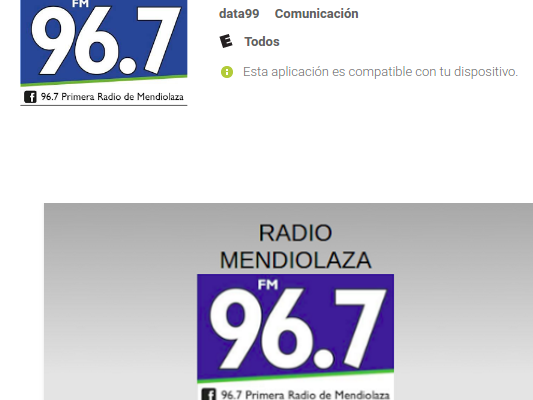 FM
96.7
96.7 Primera Radio de Mendiolaza
data99 Comunicación
E Todos
Esta aplicación es compatible con tu dispositivo.
RADIO
MENDIOLAZA
FM
96.7
96.7 Primera Radio de Mendiolaza